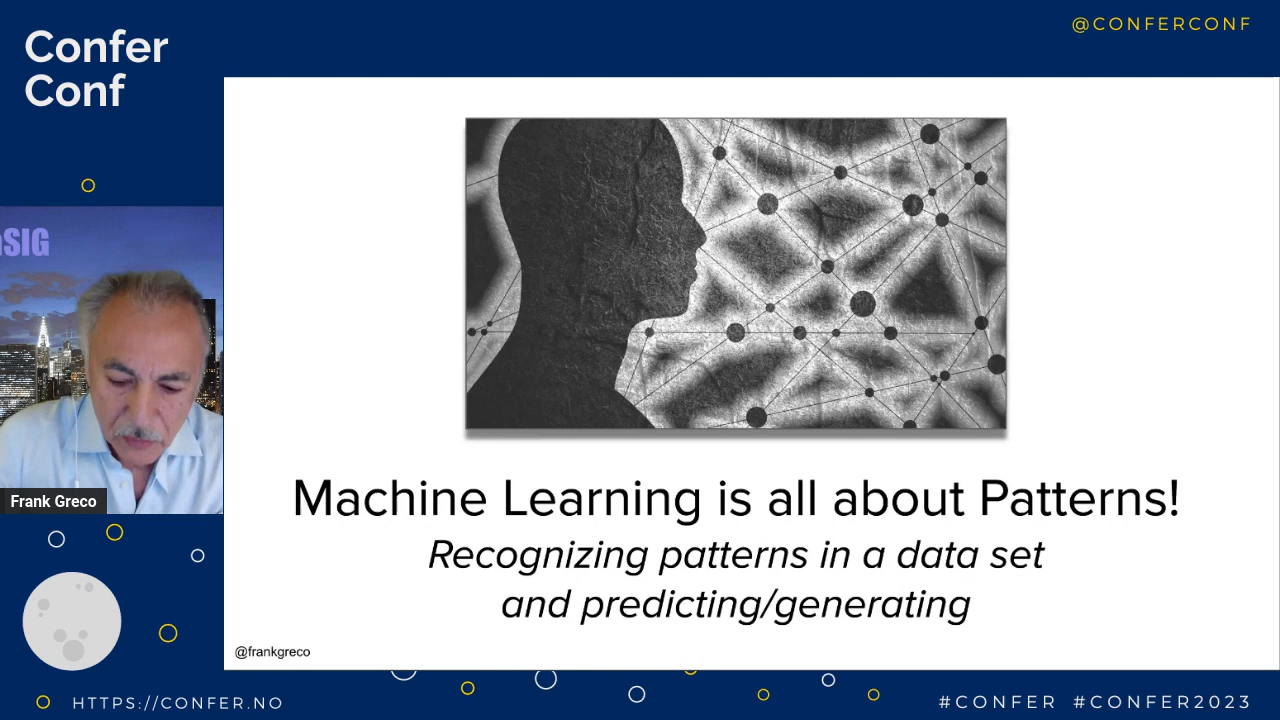 Confer
Conf
@CONFERCONF
SIG
Frank Greco
Machine Learning is all about Patterns!
Recognizing patterns in a data set
and predicting/generating
@frankgreco
HTTPS://CONFER.NO
#CONFER #CONFER2023